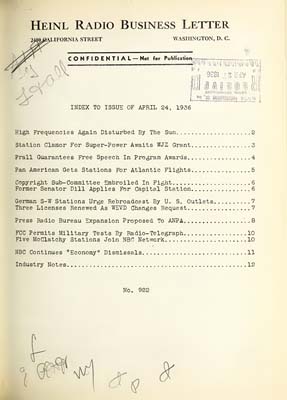 HEINL RADIO BUSINESS LETTER
2400 CALIFORNIA STREET WASHINGTON, D. C.
CONFIDENTIAL—Not for Publication
INDEX TO ISSUE OF APRIL 24, 1936
High Frequencies Again Disturbed By The Sun..................2
Station Clamor For Super-Power Awaits WJZ Grant..............3
Prall Guarantees Free Speech In Program Awards...............4
Pan American Gets Stations For Atlantic Flights..............5
Copyright Sub-Committee Embroiled In Fight...................6
Former Senator Dill Applies For Capital Station..............6
German S-W Stations Urge Rebroadcast By U. S. Outlets........7
Three Licenses Renewed As WEVD Changes Request...............7
Press Radio Bureau Expansion Proposed To ANPA................8
FCC Permits Military Tests By Radio-Telegraph...............10
Five McClatchy Stations Join NBC Network....................10
NBC Continues "Economy" Dismissals..........................11
Industry Notes..............................................12
No. 922